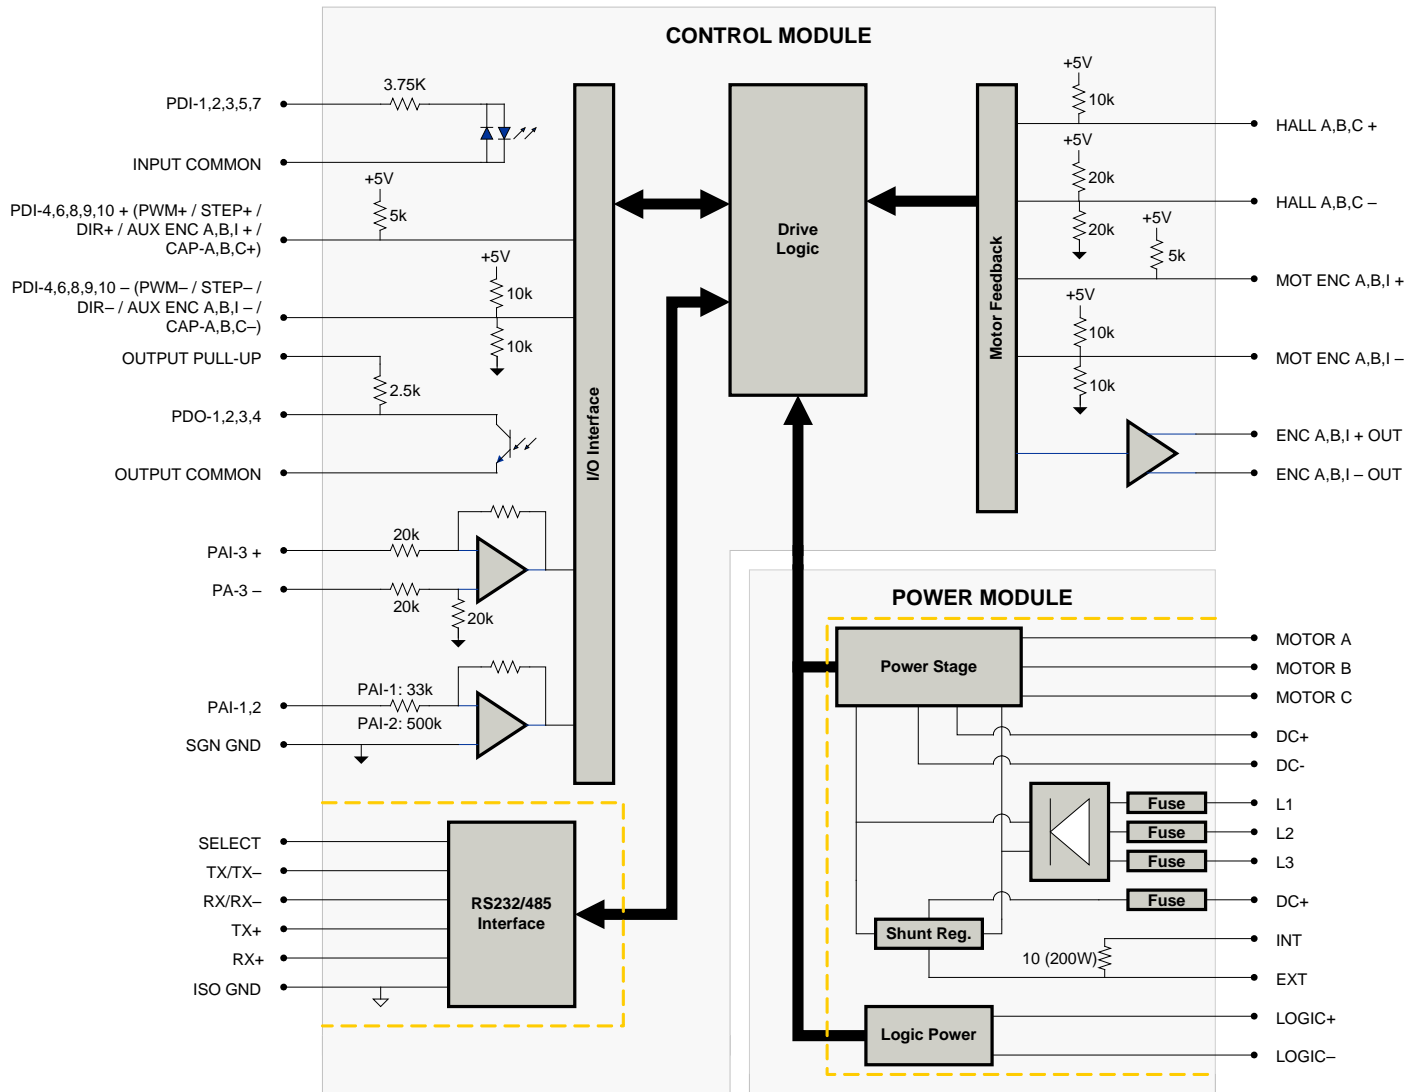 CONTROL MODULE
PDI-1,2,3,5,7
3.75K
INPUT COMMON
+5V
5k
PDI-4,6,8,9,10 + (PWM+ / STEP+ /
DIR+ / AUX ENC A,B,I + /
CAP-A,B,C+)
+5V
10k
10k
PDI-4,6,8,9,10 – (PWM– / STEP– /
DIR– / AUX ENC A,B,I – /
CAP-A,B,C–)
OUTPUT PULL-UP
2.5k
PDO-1,2,3,4
OUTPUT COMMON
PAI-3 +
20k
PA-3 –
20k
20k
PAI-1: 33k
PAI-1,2
PAI-2: 500k
SGN GND
I/O Interface
Drive
Logic
Motor Feedback
+5V
10k
HALL A,B,C +
+5V
20k
HALL A,B,C –
20k
+5V
5k
MOT ENC A,B,I +
+5V
10k
MOT ENC A,B,I –
10k
ENC A,B,I + OUT
ENC A,B,I – OUT
SELECT
TX/TX–
RX/RX–
TX+
RX+
ISO GND
RS232/485
Interface
POWER MODULE
Power Stage
MOTOR A
MOTOR B
MOTOR C
DC+
DC-
Fuse
L1
Fuse
L2
Fuse
L3
Fuse
DC+
Shunt Reg.
10 (200W)
INT
EXT
Logic Power
LOGIC+
LOGIC–